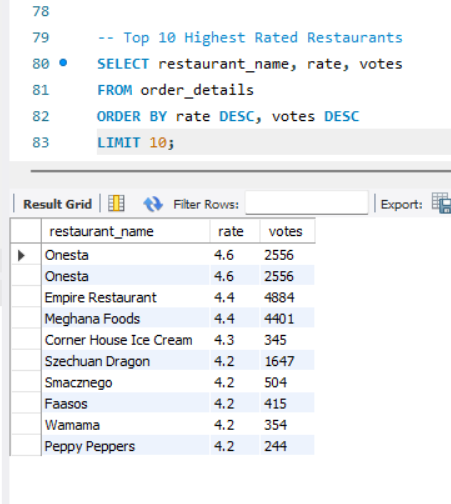 78
79 -- Top 10 Highest Rated Restaurants
80 SELECT restaurant_name, rate, votes
81 FROM order_details
82 ORDER BY rate DESC, votes DESC
83 LIMIT 10;
Result Grid Filter Rows: Export:
restaurant_name rate votes
Onesta 4.6 2556
Onesta 4.6 2556
Empire Restaurant 4.4 4884
Meghana Foods 4.4 4401
Corner House Ice Cream 4.3 345
Szechuan Dragon 4.2 1647
Smacznego 4.2 504
Faasos 4.2 415
Wamama 4.2 354
Peppy Peppers 4.2 244